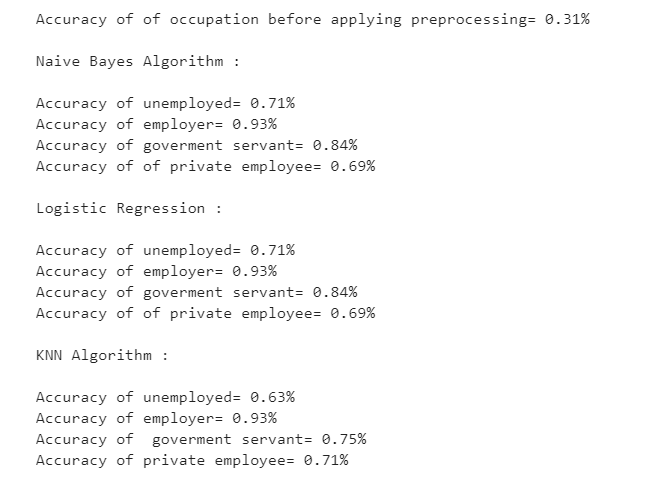 Accuracy of of occupation before applying preprocessing= 0.31%
Naive Bayes Algorithm :
Accuracy of unemployed= 0.71%
Accuracy of employer= 0.93%
Accuracy of goverment servant= 0.84%
Accuracy of of private employee= 0.69%
Logistic Regression :
Accuracy of unemployed= 0.71%
Accuracy of employer= 0.93%
Accuracy of goverment servant= 0.84%
Accuracy of of private employee= 0.69%
KNN Algorithm :
Accuracy of unemployed= 0.63%
Accuracy of employer= 0.93%
Accuracy of  goverment servant= 0.75%
Accuracy of private employee= 0.71%